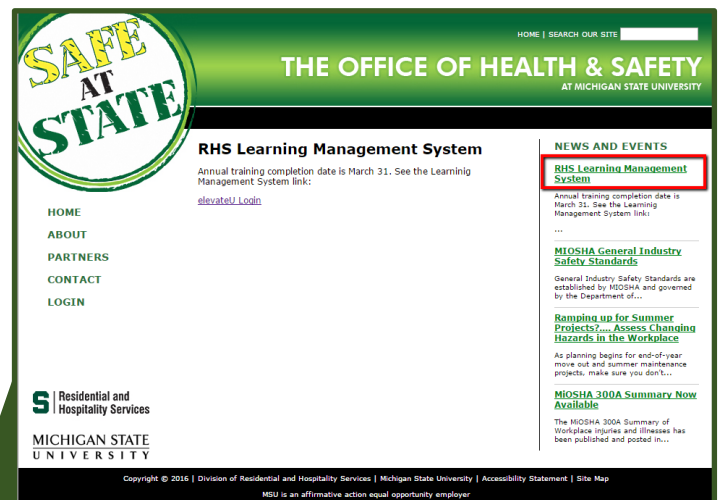 SAFE
AT
STATE
HOME | SEARCH OUR SITE
THE OFFICE OF HEALTH & SAFETY
AT MICHIGAN STATE UNIVERSITY
RHS Learning Management System
Annual training completion date is March 31. See the Learninig
Management System link:
elevateU Login
HOME
ABOUT
PARTNERS
CONTACT
LOGIN
NEWS AND EVENTS
RHS Learning Management
System
Annual training completion date is
March 31. See the Learninig
Management System link:
...
MIOSHA General Industry
Safety Standards
General Industry Safety Standards are
established by MIOSHA and governed
by the Department of...
Ramping up for Summer
Projects?.... Assess Changing
Hazards in the Workplace
As planning begins for end-of-year
move out and summer maintenance
projects, make sure you don't...
MiOSHA 300A Summary Now
Available
The MiOSHA 300A Summary of
Workplace injuries and illnesses has
been published and posted in...
S | Residential and
Hospitality Services
MICHIGAN STATE
UNIVERSITY
Copyright © 2016 | Division of Residential and Hospitality Services | Michigan State University | Accessibility Statement | Site Map
MSU is an affirmative action equal opportunity employer